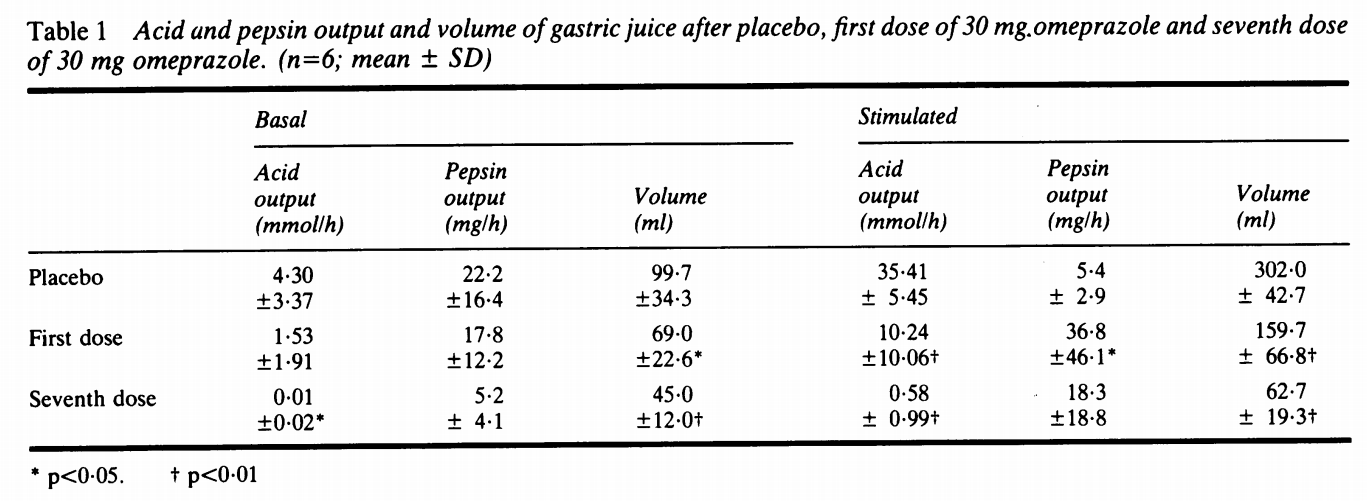 Table 1 Acid and pepsin output and volume of gastric juice after placebo, first dose of 30 mg.omeprazole and seventh dose
of 30 mg omeprazole. (n=6; mean ± SD)
Basal Stimulated
Acid output (mmol/h) Pepsin output (mg/h) Volume (ml) Acid output (mmol/h) Pepsin output (mg/h) Volume (ml)
Placebo 4·30 22·2 99·7 35·41 5·4 302·0
±3·37 ±16·4 ±34·3 ± 5·45 ± 2·9 ± 42·7
First dose 1·53 17·8 69·0 10·24 36·8 159·7
±1·91 ±12·2 ±22·6* ±10·06† ±46·1* ± 66·8†
Seventh dose 0·01 5·2 45·0 0·58 18·3 62·7
±0·02* ± 4·1 ±12·0† ± 0·99† ±18·8 ± 19·3†
* p<0·05. † p<0·01